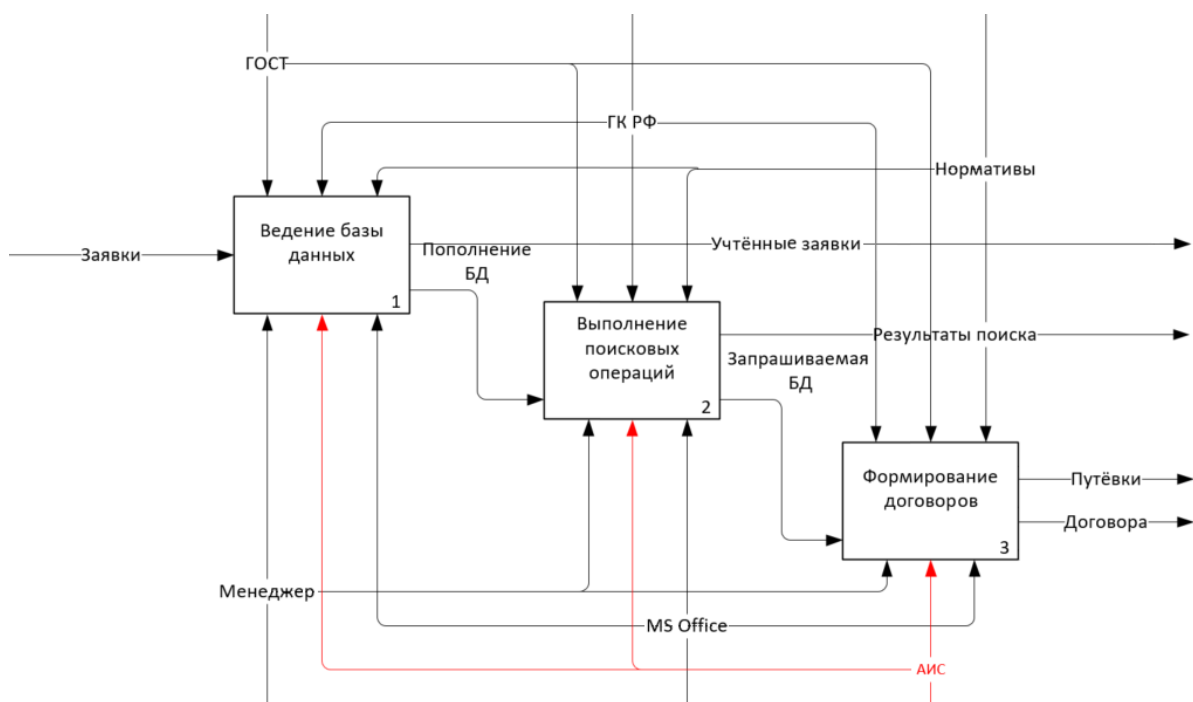 ГОСТ
ГК РФ
Нормативы
Заявки
Ведение базы
данных
1
Пополнение
БД
Учтённые заявки
Выполнение
поисковых
операций
2
Результаты поиска
Запрашиваемая
БД
Формирование
договоров
3
Путёвки
Договора
Менеджер
MS Office
АИС